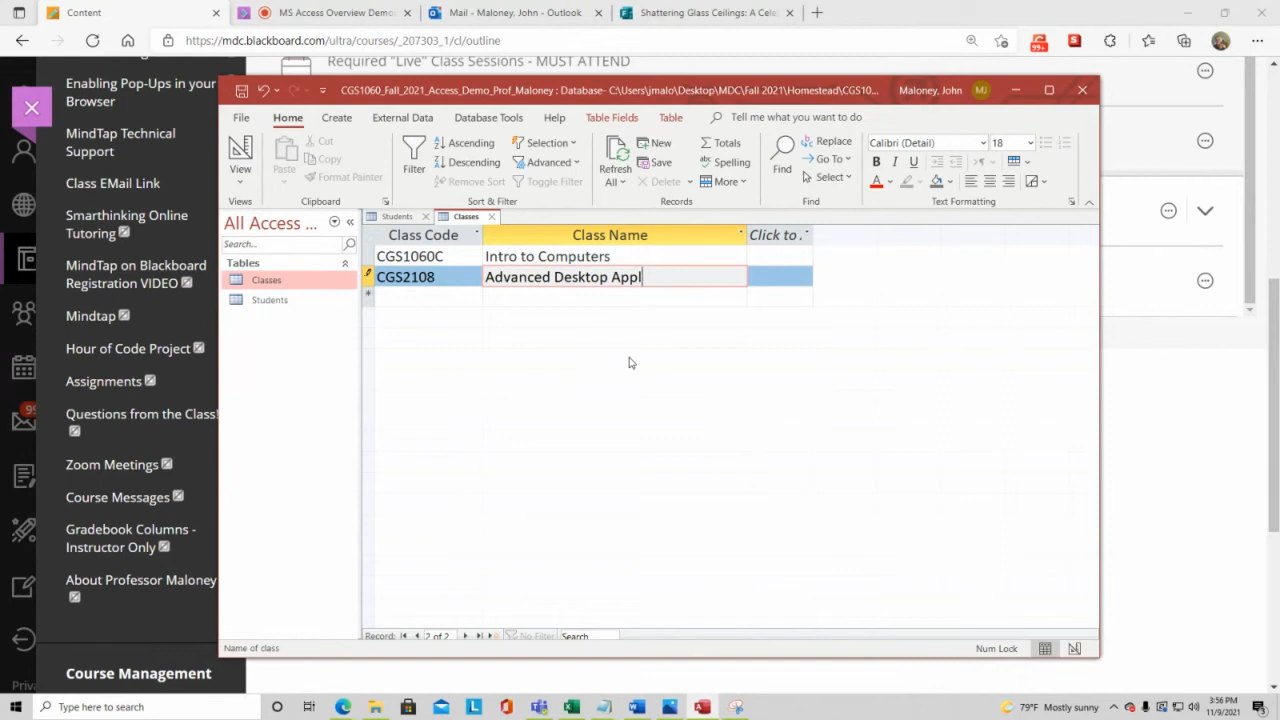 Content
MS Access Overview Demo
Mail - Maloney, John - Outlook
Shattering Glass Ceilings: A Cele
https://mdc.blackboard.com/ultra/courses/_207303_1/cl/outline
99+
Required "Live" Class Sessions - MUST ATTEND
Enabling Pop-Ups in your
Browser
MindTap Technical
Support
Class EMail Link
Smarthinking Online
Tutoring
MindTap on Blackboard
Registration VIDEO
Mindtap
Hour of Code Project
Assignments
Questions from the Class!
Zoom Meetings
Course Messages
Gradebook Columns -
Instructor Only
About Professor Maloney
Course Management
Priva
99
CGS1060_Fall_2021_Access_Demo_Prof_Maloney : Database- C:\Users\jmalo\Desktop\MDC\Fall 2021\Homestead\CGS10...
Maloney, John
MJ
File Home Create External Data Database Tools Help Table Fields Table Tell me what you want to do
View
Views
Paste
Cut
Copy
Format Painter
Clipboard
Filter
Ascending
Descending
Remove Sort
Selection
Advanced
Toggle Filter
Sort & Filter
Refresh
All
New
Save
Delete
Totals
Spelling
More
Records
Find
Replace
Go To
Select
Find
Calibri (Detail) 18
B I U
Text Formatting
All Access ...
Search...
Tables
Classes
Students
Students Classes
Class Code Class Name Click to
CGS1060C Intro to Computers
CGS2108 Advanced Desktop Appl
Record: 2 of 2 No Filter Search
Name of class
Num Lock
Type here to search
79°F Mostly sunny
3:56 PM
11/9/2021
3